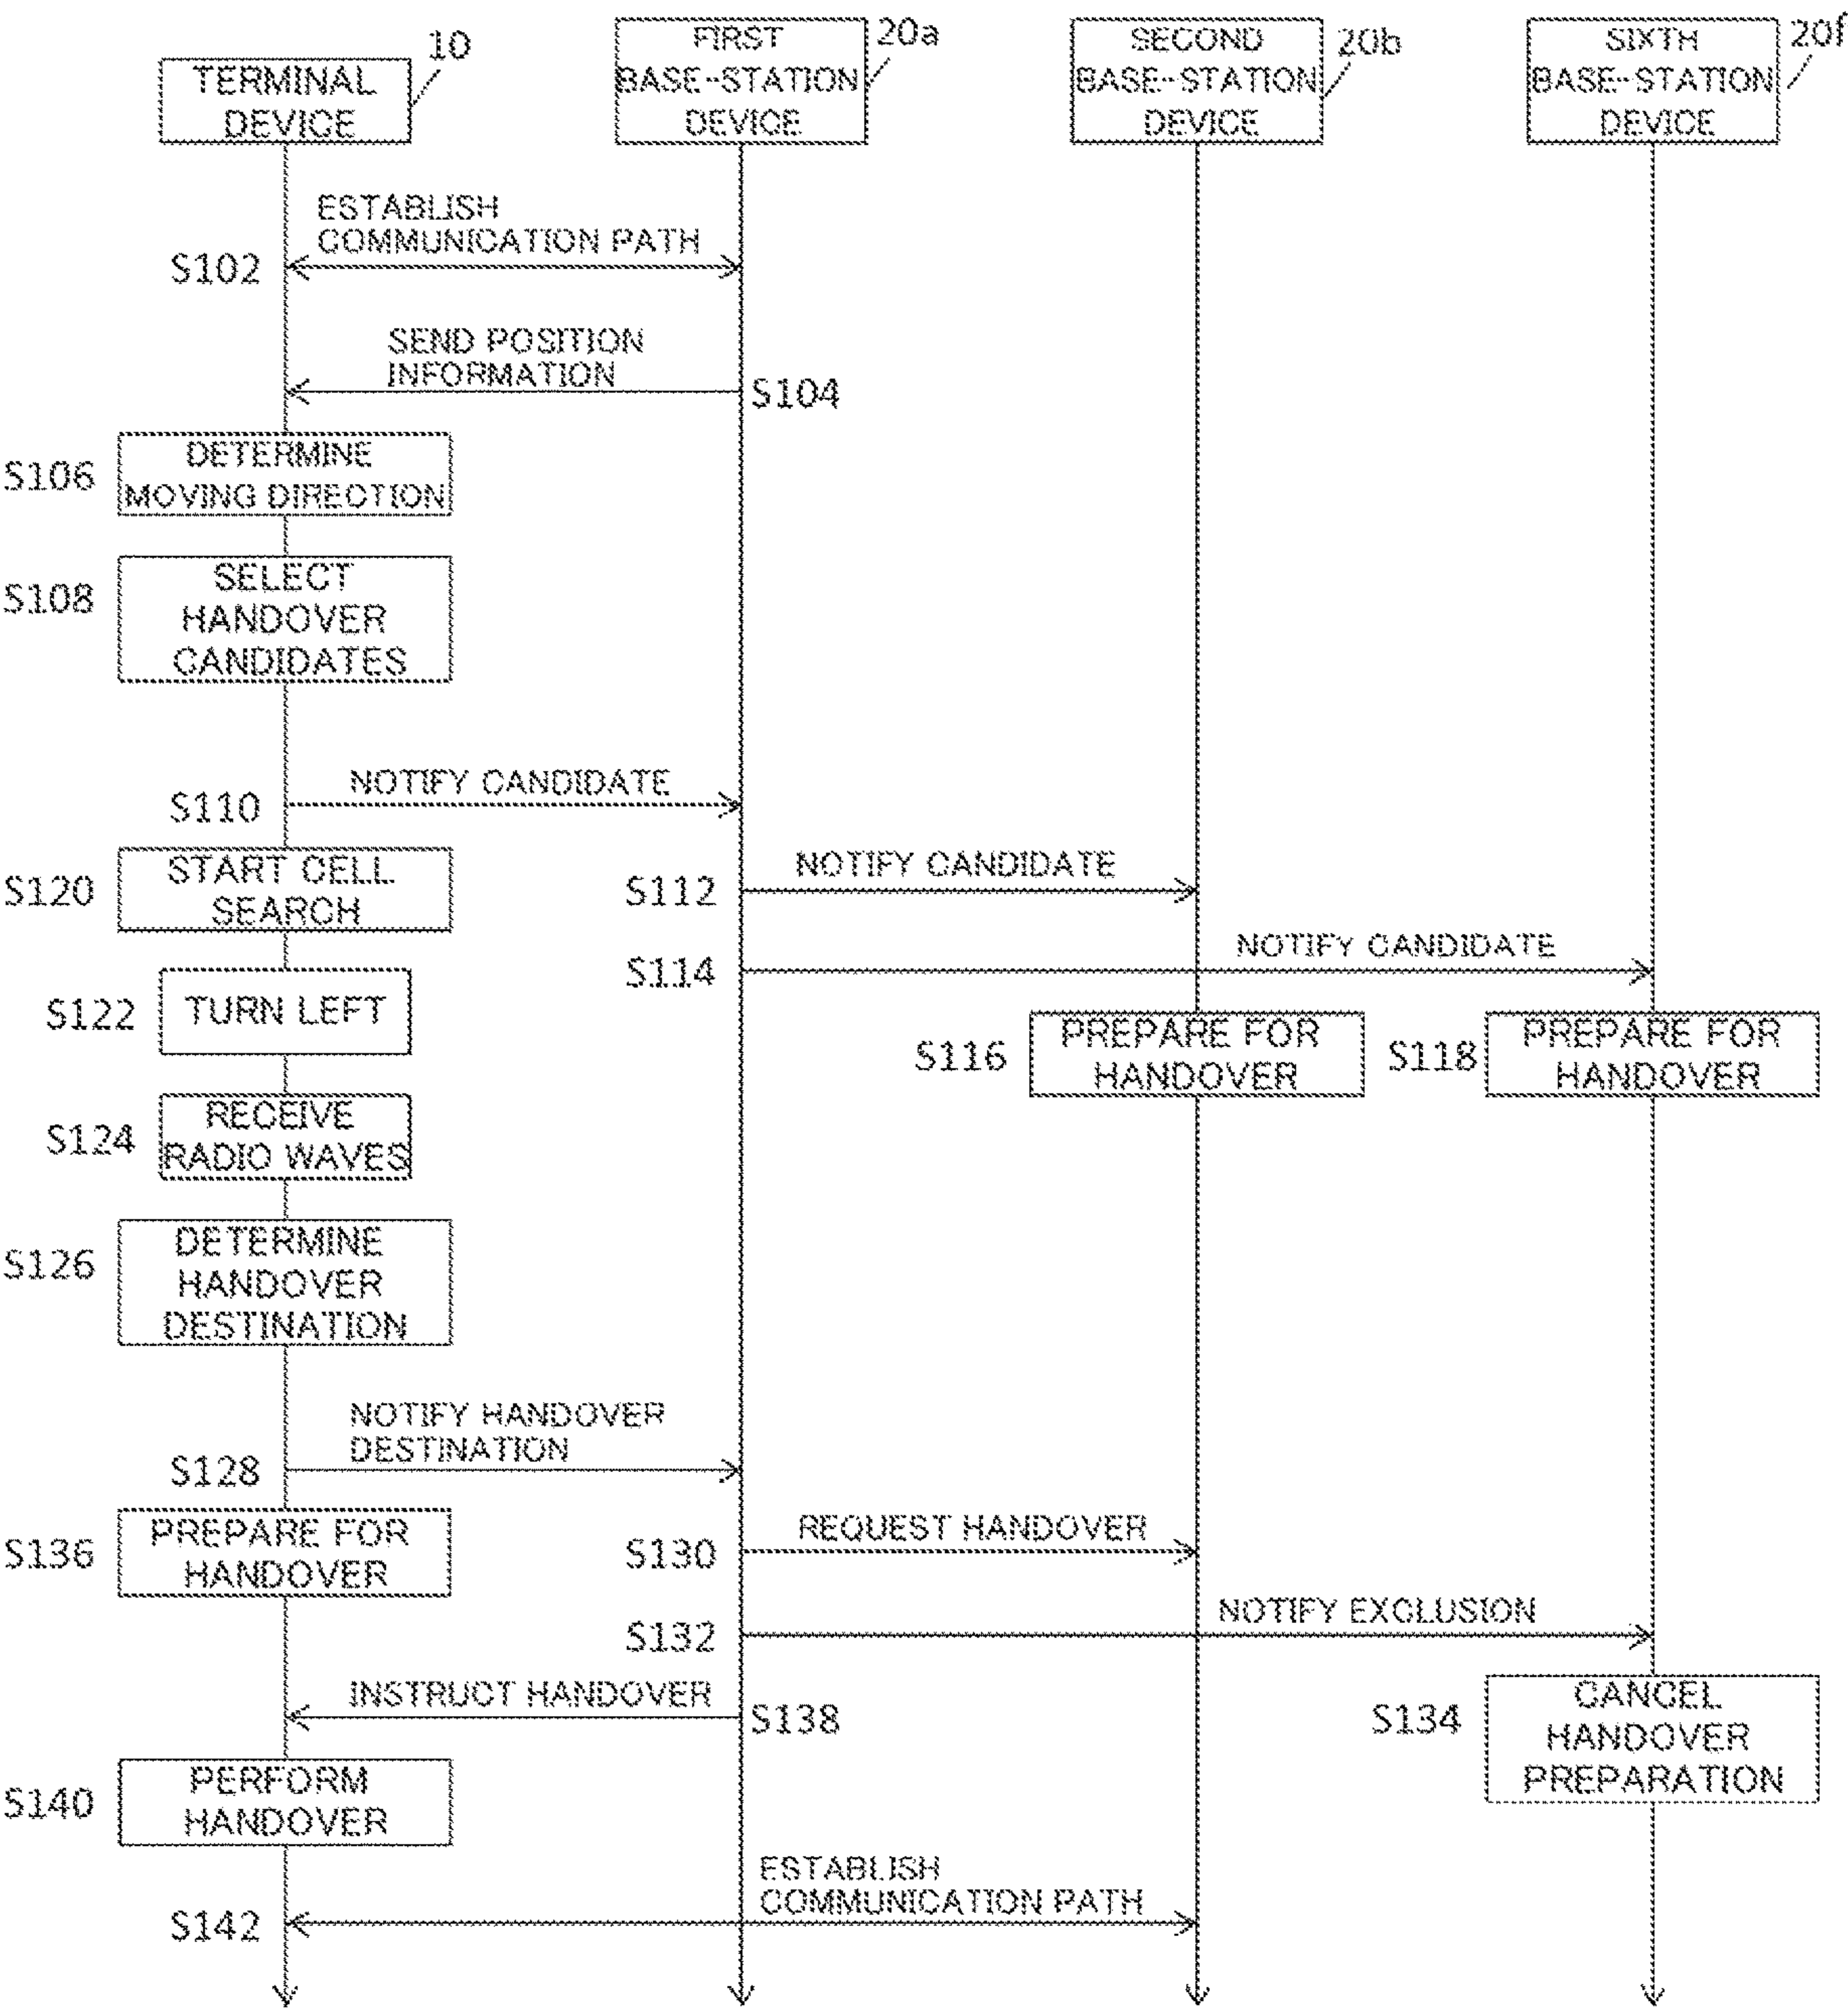 10
TERMINAL
DEVICE
FIRST
BASE-STATION
DEVICE
20a
SECOND
BASE-STATION
DEVICE
20b
SIXTH
BASE-STATION
DEVICE
20f
ESTABLISH
COMMUNICATION PATH
S102
SEND POSITION
INFORMATION
S104
S106
DETERMINE
MOVING DIRECTION
S108
SELECT
HANDOVER
CANDIDATES
NOTIFY CANDIDATE
S110
S120
START CELL
SEARCH
NOTIFY CANDIDATE
S112
NOTIFY CANDIDATE
S114
S122
TURN LEFT
S116
PREPARE FOR
HANDOVER
S118
PREPARE FOR
HANDOVER
S124
RECEIVE
RADIO WAVES
S126
DETERMINE
HANDOVER
DESTINATION
NOTIFY HANDOVER
DESTINATION
S128
S136
PREPARE FOR
HANDOVER
REQUEST HANDOVER
S130
NOTIFY EXCLUSION
S132
INSTRUCT HANDOVER
S138
S134
CANCEL
HANDOVER
PREPARATION
S140
PERFORM
HANDOVER
ESTABLISH
COMMUNICATION PATH
S142